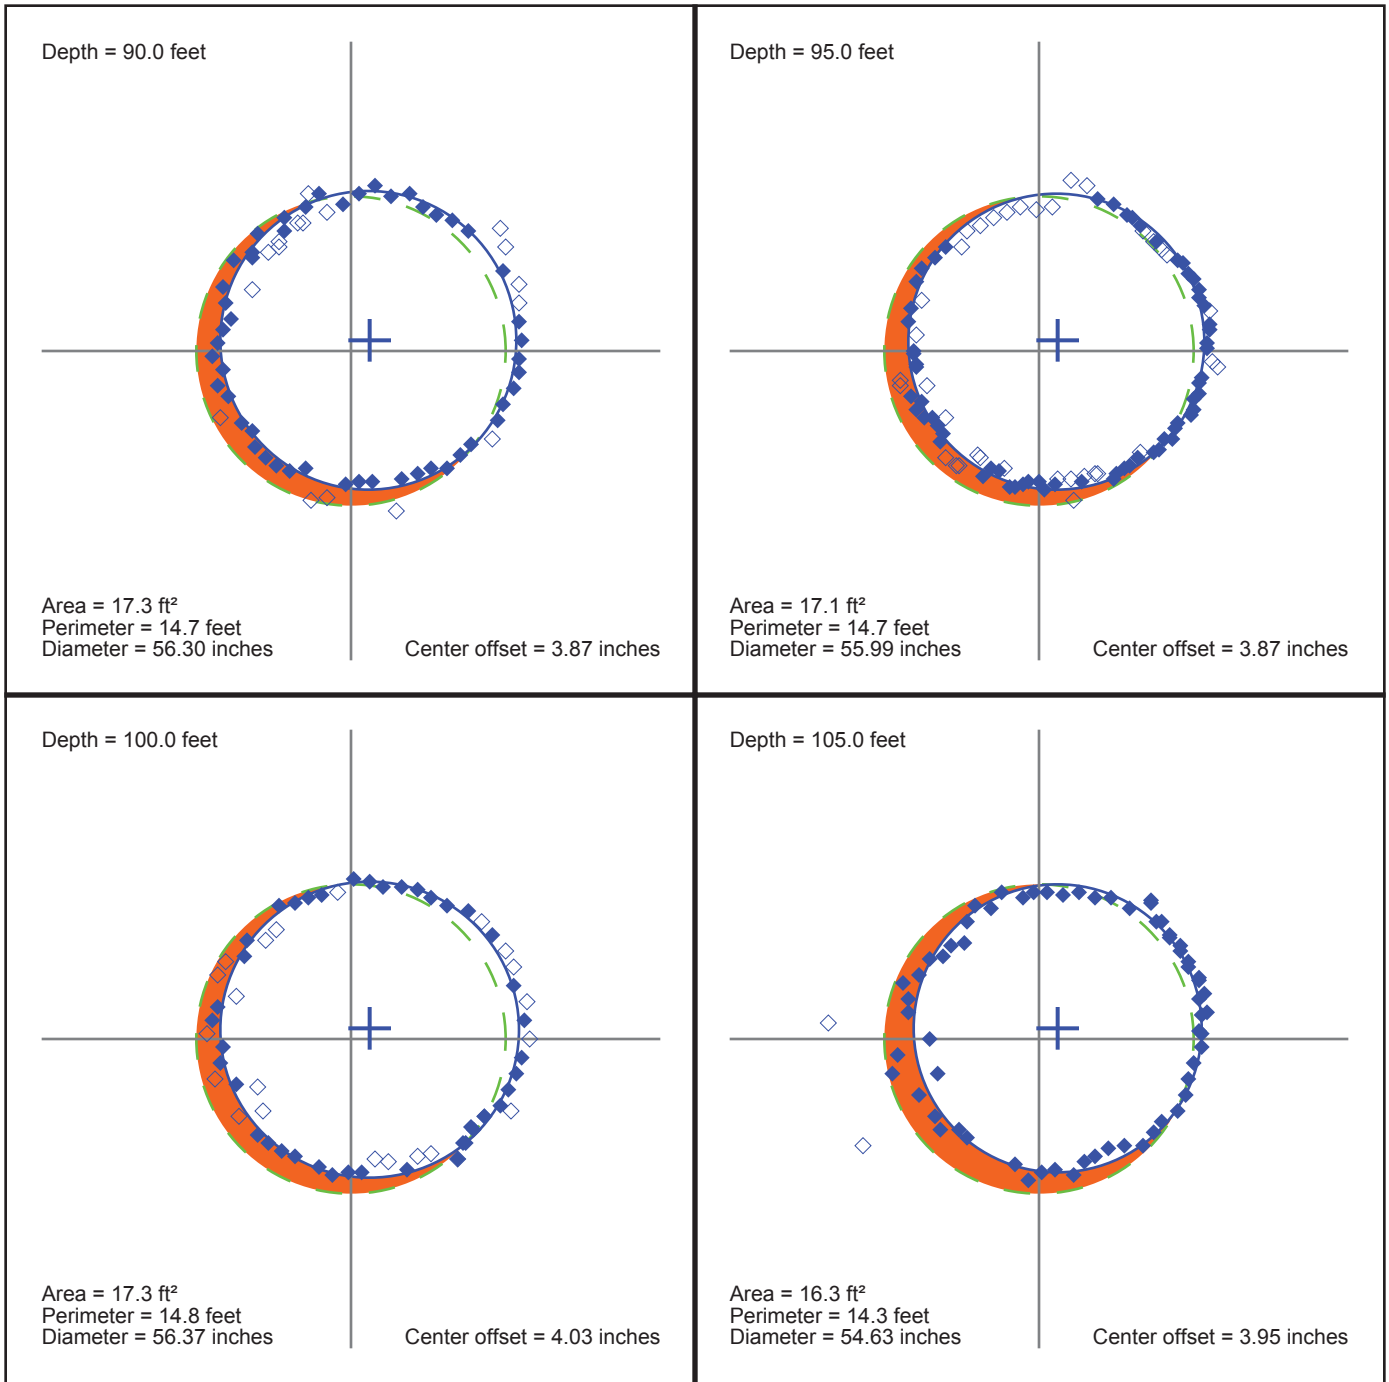 Depth = 90.0 feet
Area = 17.3 ft²
Perimeter = 14.7 feet
Diameter = 56.30 inches
Center offset = 3.87 inches
Depth = 95.0 feet
Area = 17.1 ft²
Perimeter = 14.7 feet
Diameter = 55.99 inches
Center offset = 3.87 inches
Depth = 100.0 feet
Area = 17.3 ft²
Perimeter = 14.8 feet
Diameter = 56.37 inches
Center offset = 4.03 inches
Depth = 105.0 feet
Area = 16.3 ft²
Perimeter = 14.3 feet
Diameter = 54.63 inches
Center offset = 3.95 inches